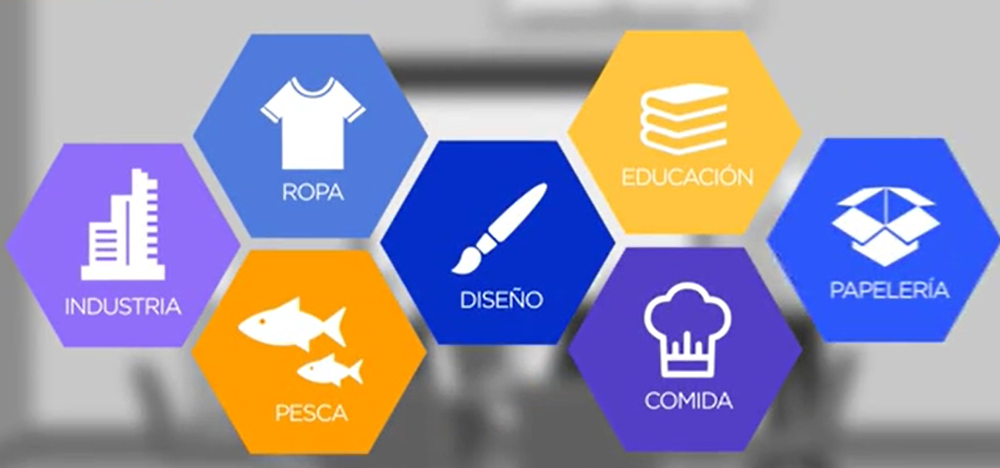 ROPA
EDUCACIÓN
INDUSTRIA
DISEÑO
PAPELERÍA
PESCA
COMIDA